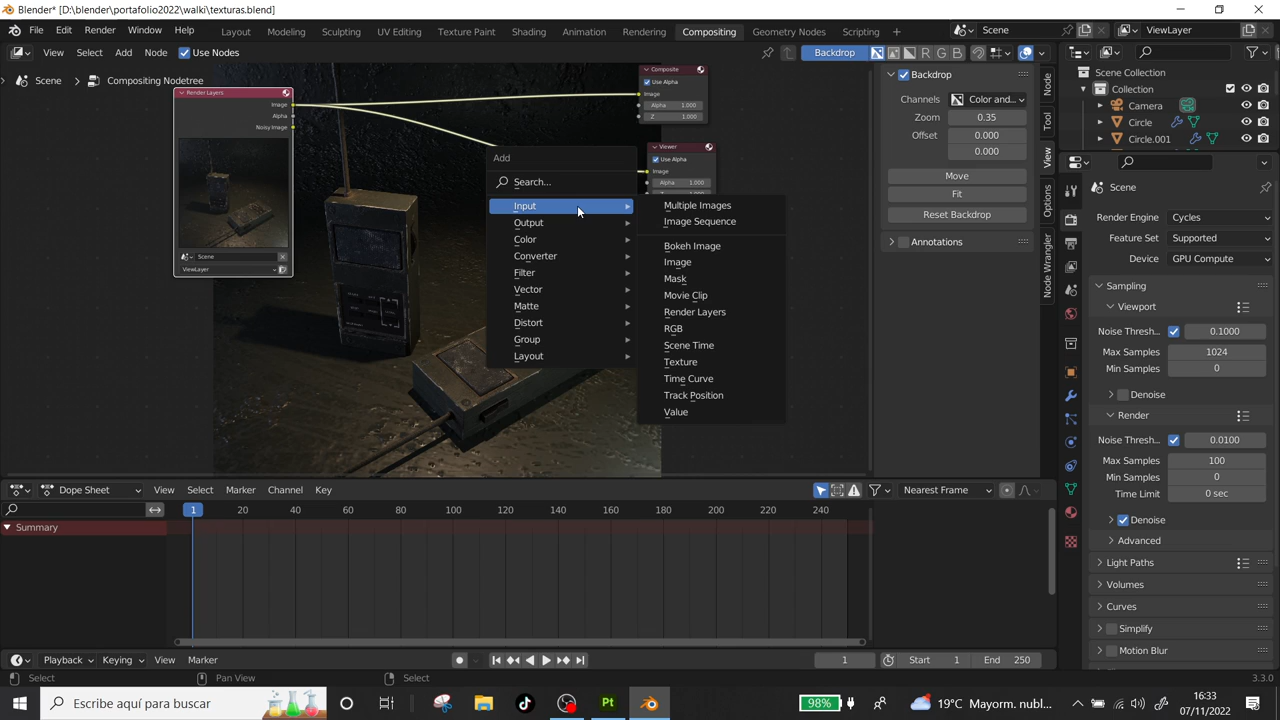 Blender* [D:\blender\portafolio2022\walki\texturas.blend]
File Edit Render Window Help Layout Modeling Sculpting UV Editing Texture Paint Shading Animation Rendering Compositing Scripting + Scene ViewLayer
View Select Add Node Use Nodes Backdrop R G B
Scene > Compositing Nodetree
Render Layers
Image
Alpha
Noisy Image
Scene
ViewLayer
Composite
Use Alpha
Image
Alpha 1.000
Z 1.000
Viewer
Use Alpha
Image
Alpha 1.000
Add
Search...
Input
Output
Color
Converter
Filter
Vector
Matte
Distort
Group
Layout
Multiple Images
Image Sequence
Bokeh Image
Image
Mask
Movie Clip
Render Layers
RGB
Scene Time
Texture
Time Curve
Track Position
Value
Backdrop
Channels Color and...
Zoom 0.35
Offset 0.000
0.000
Move
Fit
Reset Backdrop
Annotations
Node
Tool
View
Options
Node Wrangler
Scene Collection
Collection
Camera
Circle
Circle.001
Scene
Render Engine Cycles
Feature Set Supported
Device GPU Compute
Sampling
Viewport
Noise Thresh... 0.1000
Max Samples 1024
Min Samples 0
Denoise
Render
Noise Thresh... 0.0100
Max Samples 100
Min Samples 0
Time Limit 0 sec
Denoise
Advanced
Light Paths
Volumes
Curves
Simplify
Motion Blur
Dope Sheet View Select Marker Channel Key Nearest Frame
1 20 40 60 80 100 120 140 160 180 200 220 240
Summary
Playback Keying View Marker 1 Start 1 End 250
Select Pan View Select 3.3.0
Escribe aquí para buscar Pt 98% 19°C Mayorm. nubl... 16:33
07/11/2022